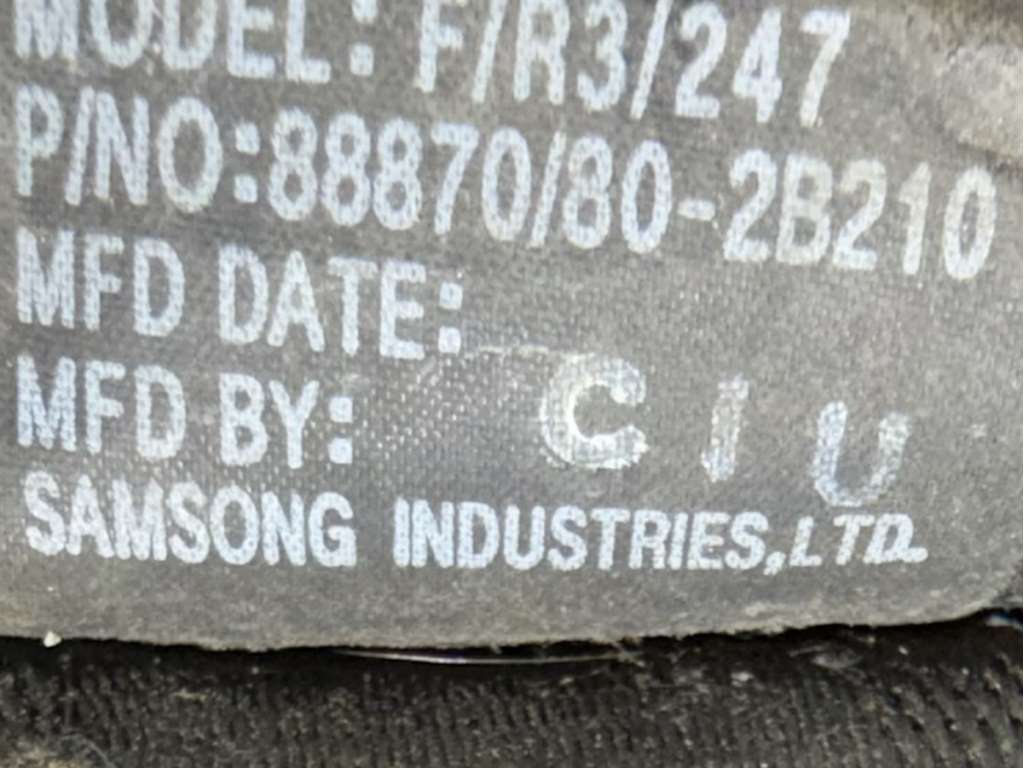 MODEL: F/R3/247
P/NO:88870/80-2B210
MFD DATE:
MFD BY: C I U
SAMSONG INDUSTRIES,LTD.